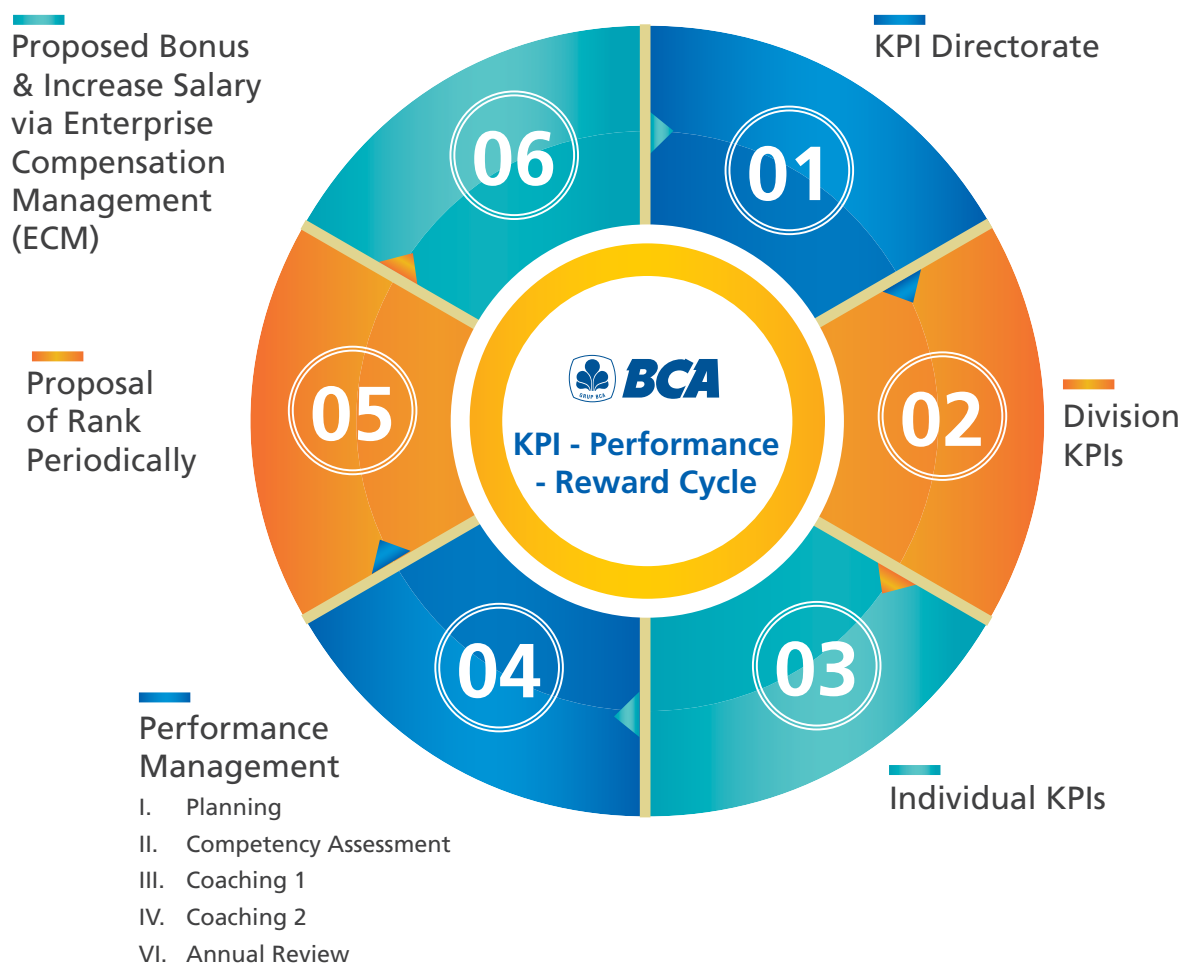 KPI Directorate
01
Division
KPIs
02
Individual KPIs
03
Performance
Management
I. Planning
II. Competency Assessment
III. Coaching 1
IV. Coaching 2
VI. Annual Review
04
Proposal
of Rank
Periodically
05
Proposed Bonus
& Increase Salary
via Enterprise
Compensation
Management
(ECM)
06
GRUP BCA
BCA
KPI - Performance
- Reward Cycle